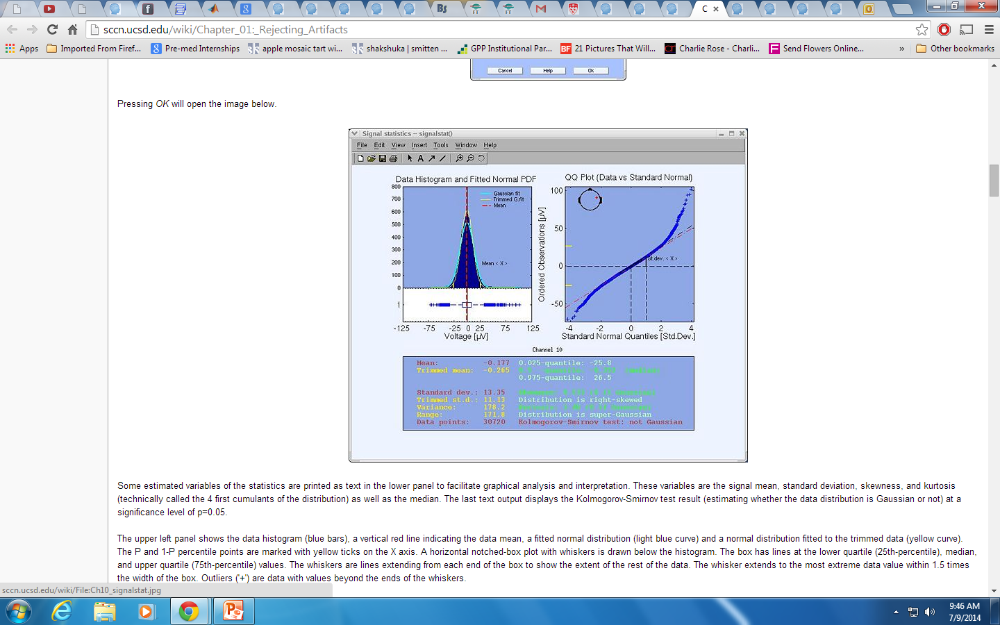 C ×
sccn.ucsd.edu/wiki/Chapter_01:_Rejecting_Artifacts
Apps Imported From Firef... Pre-med Internships apple mosaic tart wi... shakshuka | smitten ... GPP Institutional Par... 21 Pictures That Will... Charlie Rose - Charli... Send Flowers Online... » Other bookmarks
Cancel Help Ok
Pressing OK will open the image below.
Signal statistics -- signalstat()
File Edit View Insert Tools Window Help
Data Histogram and Fitted Normal PDF
800
700
600
500
400
300
200
100
0
Gaussian fit
Trimmed G.fit
Mean
Mean < X >
1
-125 -75 -25 0 25 75 125
Voltage [µV]
QQ Plot (Data vs Standard Normal)
Ordered Observations [µV]
100
50
0
-50
St.dev. < X >
-4 -2 0 2 4
Standard Normal Quantiles [Std.Dev.]
Channel 10
Mean: -0.177 0.025-quantile: -25.8
Trimmed mean: -0.265
0.975-quantile: 26.5
Standard dev.: 13.35
Trimmed st.d.: 11.13 Distribution is right-skewed
Variance: 178.2
Range: 171.8 Distribution is super-Gaussian
Data points: 30720 Kolmogorov-Smirnov test: not Gaussian
Some estimated variables of the statistics are printed as text in the lower panel to facilitate graphical analysis and interpretation. These variables are the signal mean, standard deviation, skewness, and kurtosis
(technically called the 4 first cumulants of the distribution) as well as the median. The last text output displays the Kolmogorov-Smirnov test result (estimating whether the data distribution is Gaussian or not) at a
significance level of p=0.05.
The upper left panel shows the data histogram (blue bars), a vertical red line indicating the data mean, a fitted normal distribution (light blue curve) and a normal distribution fitted to the trimmed data (yellow curve).
The P and 1-P percentile points are marked with yellow ticks on the X axis. A horizontal notched-box plot with whiskers is drawn below the histogram. The box has lines at the lower quartile (25th-percentile), median,
and upper quartile (75th-percentile) values. The whiskers are lines extending from each end of the box to show the extent of the rest of the data. The whisker extends to the most extreme data value within 1.5 times
the width of the box. Outliers ('+') are data with values beyond the ends of the whiskers.
sccn.ucsd.edu/wiki/File:Ch10_signalstat.jpg
9:46 AM
7/9/2014